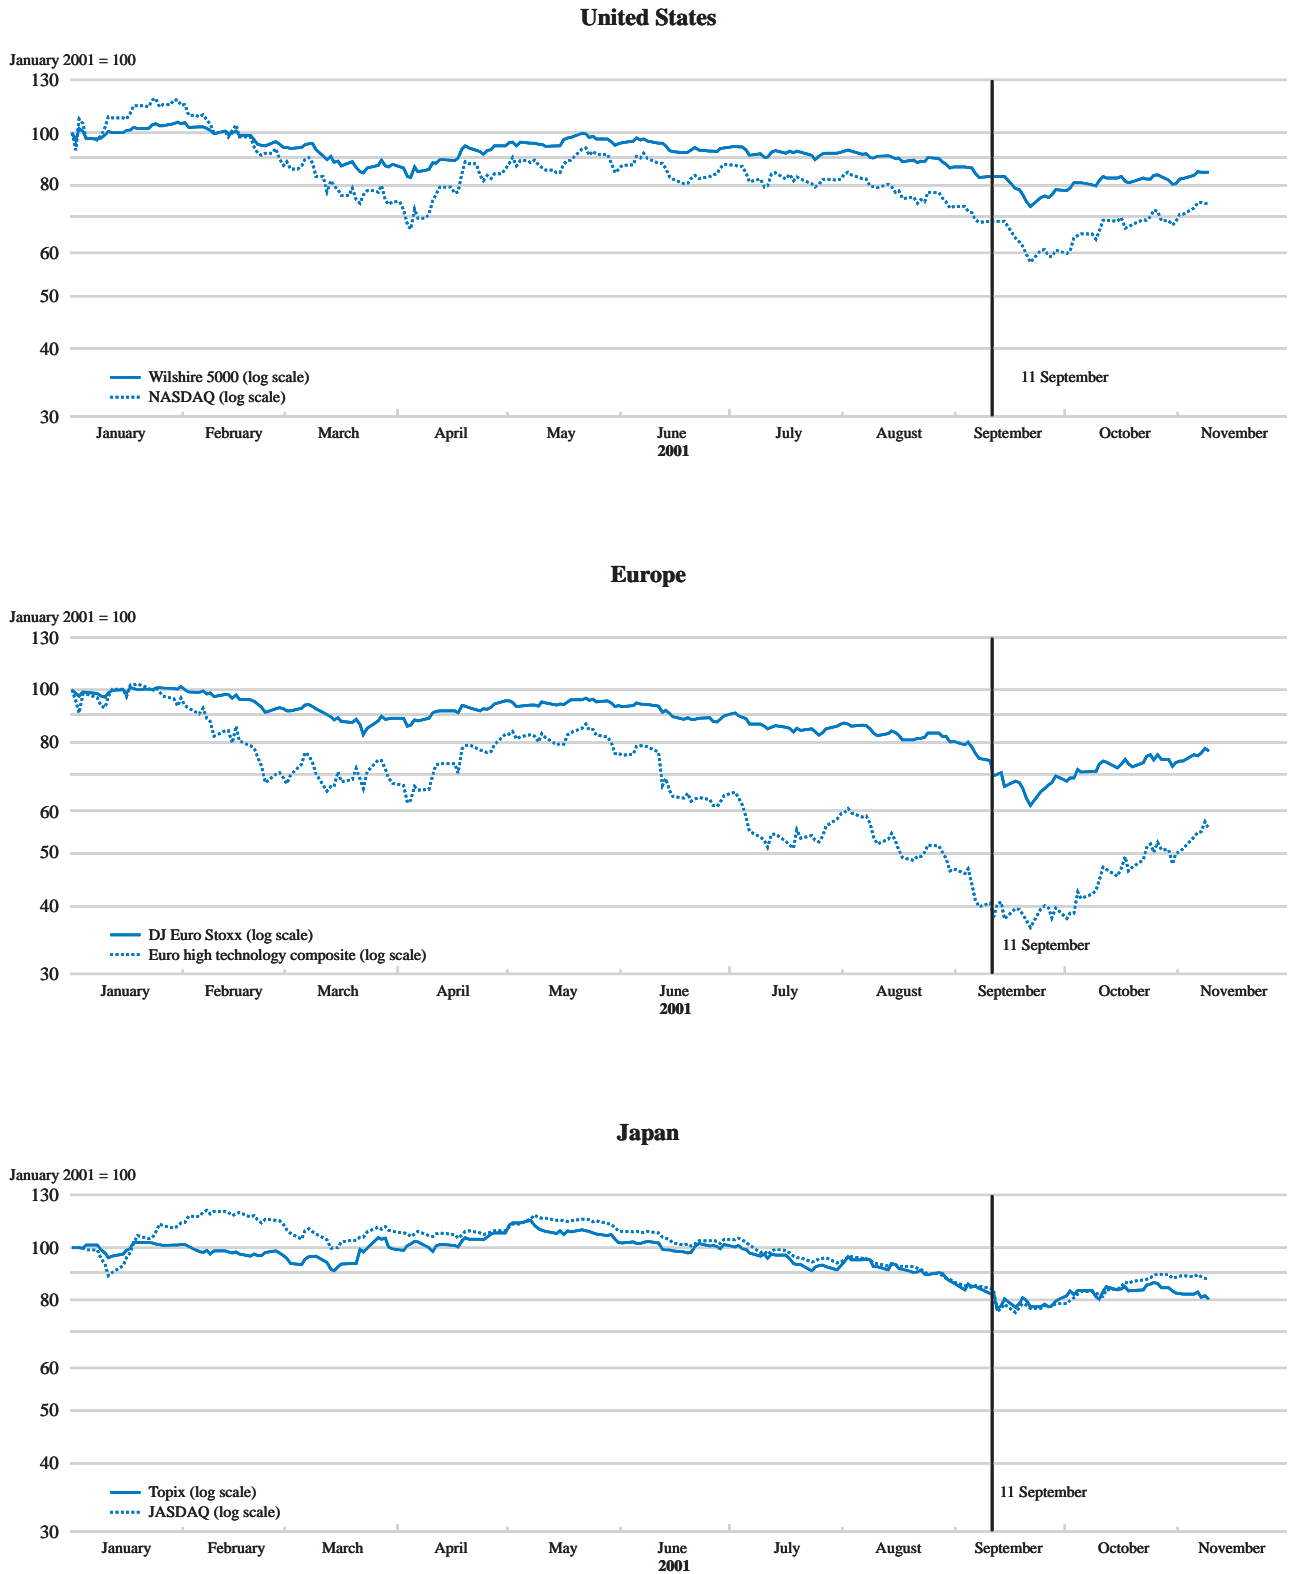 United States
January 2001 = 100
130
100
80
60
50
40
Wilshire 5000 (log scale)
11 September
NASDAQ (log scale)
30
January February March April May June July August September October November
2001
Europe
January 2001 = 100
130
100
80
60
50
40
DJ Euro Stoxx (log scale)
11 September
Euro high technology composite (log scale)
30
January February March April May June July August September October November
2001
Japan
January 2001 = 100
130
100
80
60
50
40
Topix (log scale)
11 September
JASDAQ (log scale)
30
January February March April May June July August September October November
2001